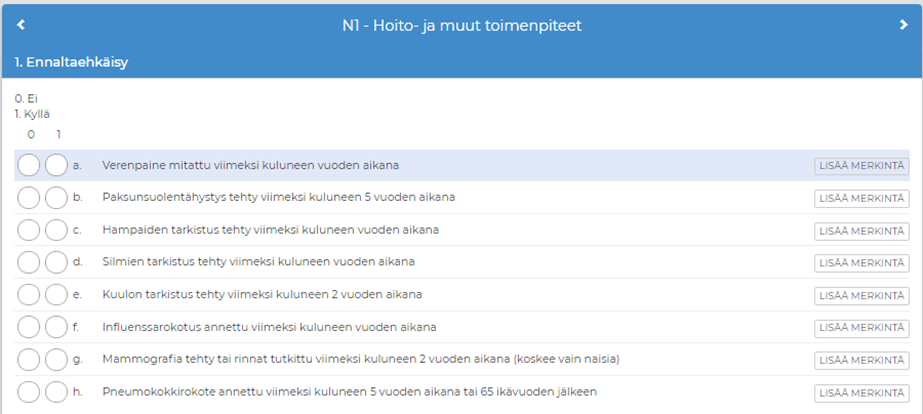 N1 - Hoito- ja muut toimenpiteet
1. Ennaltaehkäisy
0. Ei
1. Kyllä
0 1
a. Verenpaine mitattu viimeksi kuluneen vuoden aikana LISÄÄ MERKINTÄ
b. Paksunsuolentähystys tehty viimeksi kuluneen 5 vuoden aikana LISÄÄ MERKINTÄ
c. Hampaiden tarkistus tehty viimeksi kuluneen vuoden aikana LISÄÄ MERKINTÄ
d. Silmien tarkistus tehty viimeksi kuluneen vuoden aikana LISÄÄ MERKINTÄ
e. Kuulon tarkistus tehty viimeksi kuluneen 2 vuoden aikana LISÄÄ MERKINTÄ
f. Influenssarokotus annettu viimeksi kuluneen vuoden aikana LISÄÄ MERKINTÄ
g. Mammografia tehty tai rinnat tutkittu viimeksi kuluneen 2 vuoden aikana (koskee vain naisia) LISÄÄ MERKINTÄ
h. Pneumokokkirokote annettu viimeksi kuluneen 5 vuoden aikana tai 65 ikävuoden jälkeen LISÄÄ MERKINTÄ